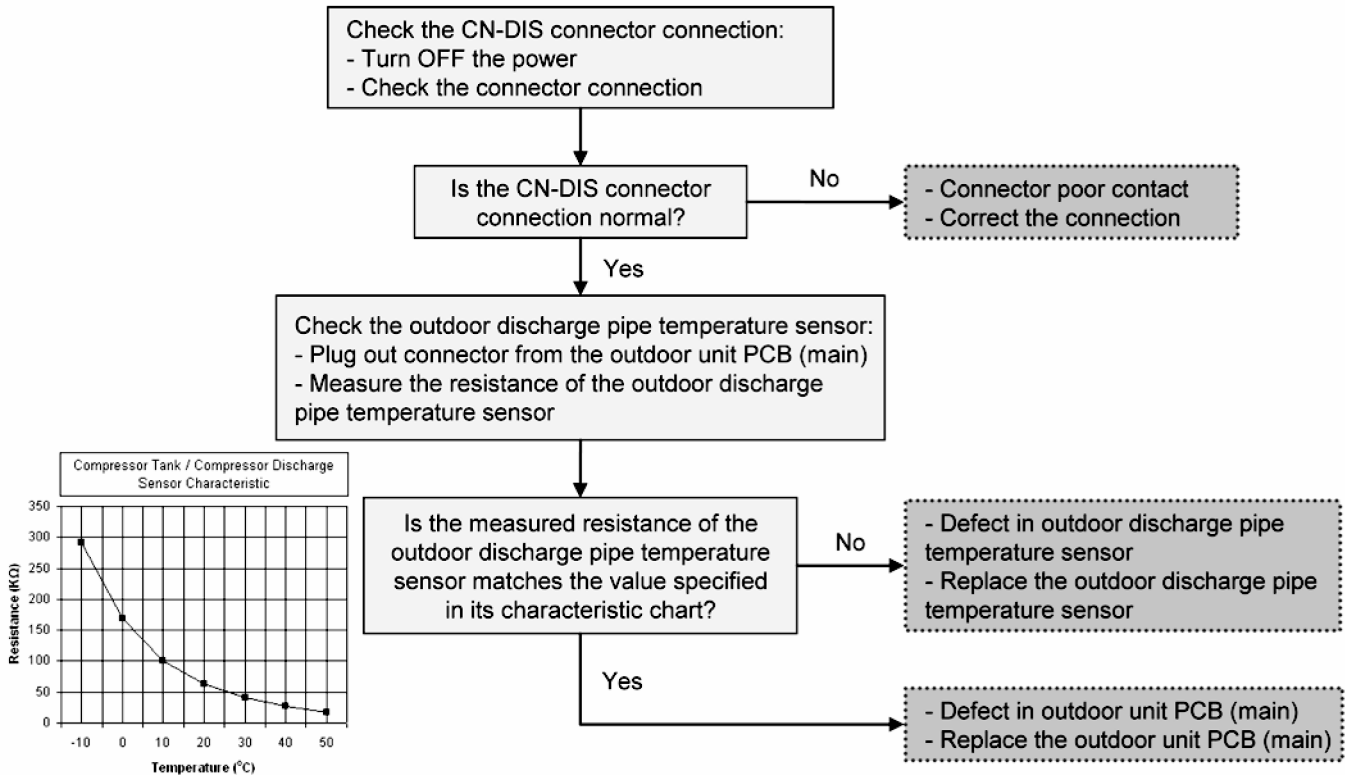 Check the CN-DIS connector connection:
- Turn OFF the power
- Check the connector connection
Is the CN-DIS connector
connection normal?
No
- Connector poor contact
- Correct the connection
Yes
Check the outdoor discharge pipe temperature sensor:
- Plug out connector from the outdoor unit PCB (main)
- Measure the resistance of the outdoor discharge
pipe temperature sensor
Compressor Tank / Compressor Discharge
Sensor Characteristic
350
300
250
200
150
100
50
0
Resistance (KΩ)
-10 0 10 20 30 40 50
Temperature (°C)
Is the measured resistance of the
outdoor discharge pipe temperature
sensor matches the value specified
in its characteristic chart?
No
- Defect in outdoor discharge pipe
temperature sensor
- Replace the outdoor discharge pipe
temperature sensor
Yes
- Defect in outdoor unit PCB (main)
- Replace the outdoor unit PCB (main)